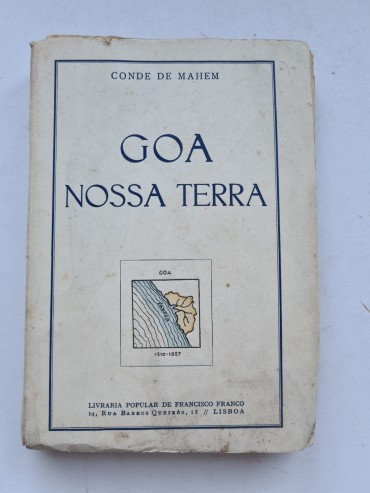 CONDE DE MAHEM
GOA
NOSSA TERRA
GOA
1510-1957
LIVRARIA POPULAR DE FRANCISCO FRANCO
14, RUA BARROS QUEIRÓS, 18 // LISBOA